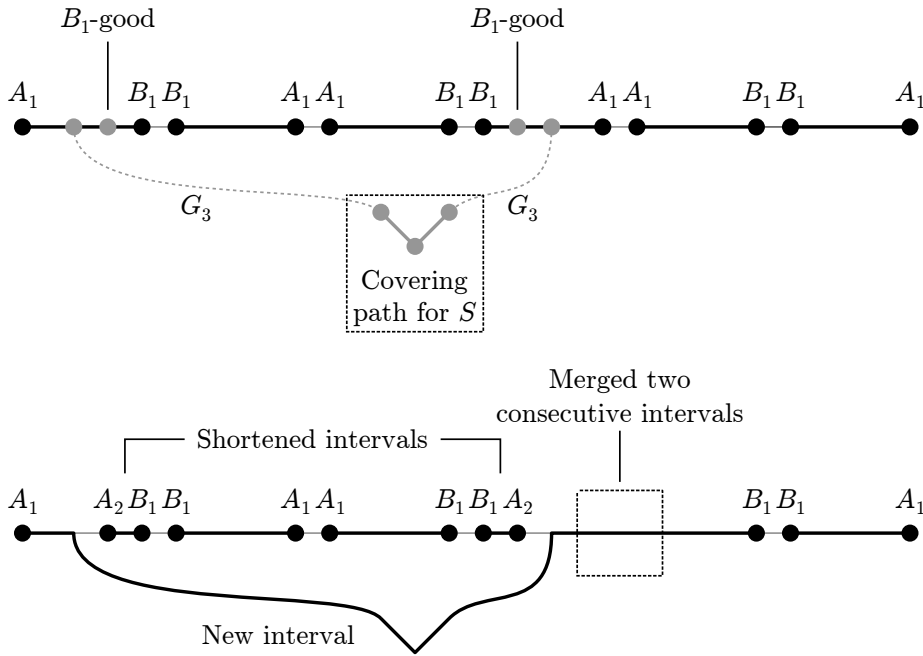 B₁-good B₁-good
A₁ B₁ B₁ A₁ A₁ B₁ B₁ A₁ A₁ B₁ B₁ A₁
G₃ G₃
Covering
path for S
Merged two
consecutive intervals
Shortened intervals
A₁ A₂ B₁ B₁ A₁ A₁ B₁ B₁ A₂ B₁ B₁ A₁
New interval